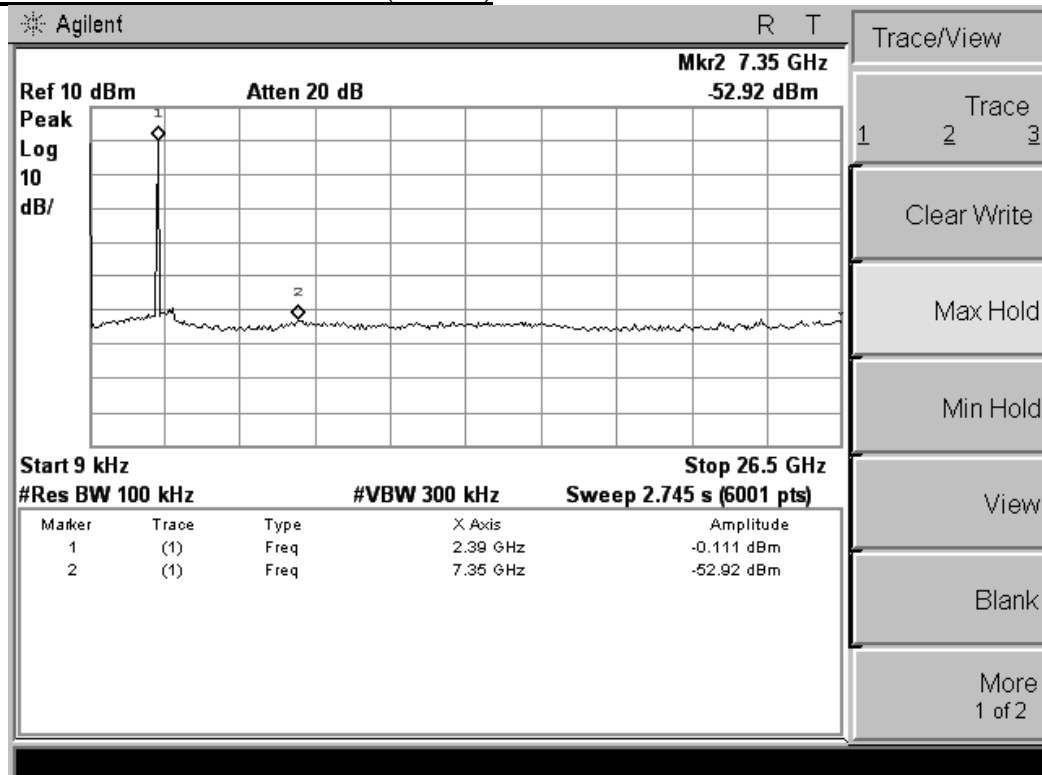 Agilent R T
Trace/View
Mkr2 7.35 GHz
Ref 10 dBm Atten 20 dB -52.92 dBm
Peak
Log
10
dB/
1
2
Start 9 kHz Stop 26.5 GHz
#Res BW 100 kHz #VBW 300 kHz Sweep 2.745 s (6001 pts)
Marker Trace Type X Axis Amplitude
1 (1) Freq 2.39 GHz -0.111 dBm
2 (1) Freq 7.35 GHz -52.92 dBm
Trace
1 2 3
Clear Write
Max Hold
Min Hold
View
Blank
More
1 of 2